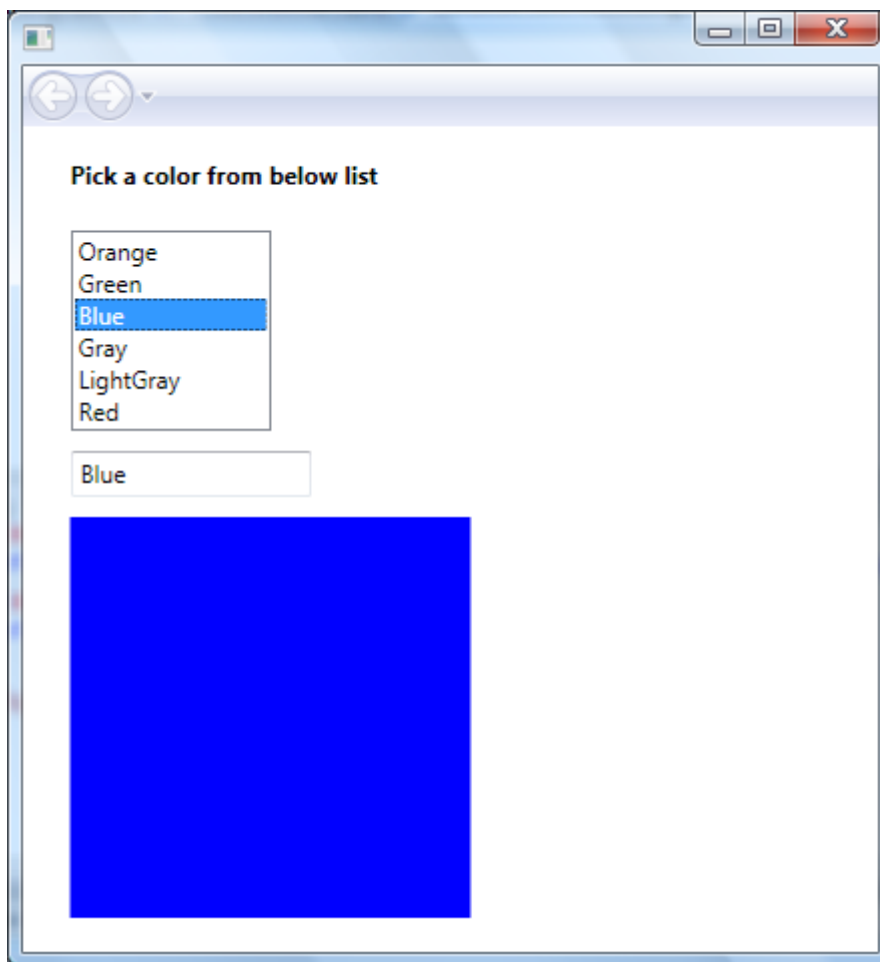 Pick a color from below list
Orange
Green
Blue
Gray
LightGray
Red
Blue